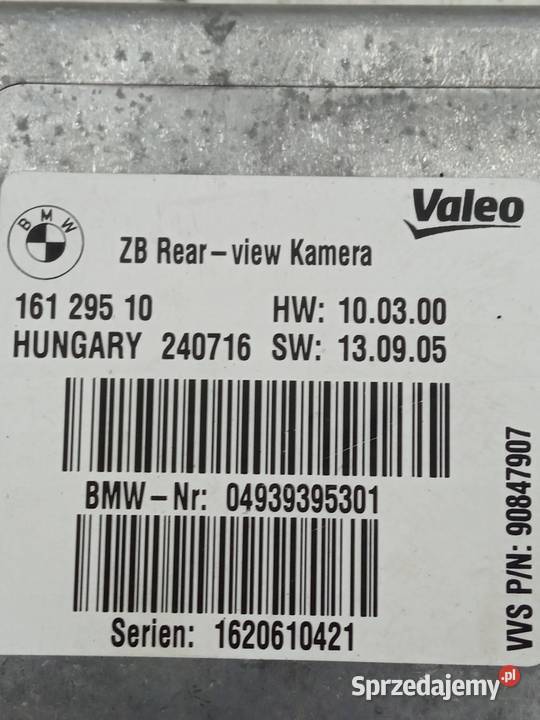 BMW
Valeo
ZB Rear-view Kamera
161 295 10 HW: 10.03.00
HUNGARY 240716 SW: 13.09.05
BMW-Nr: 04939395301
Serien: 1620610421
VVS P/N: 90847907
Sprzedajemy.pl